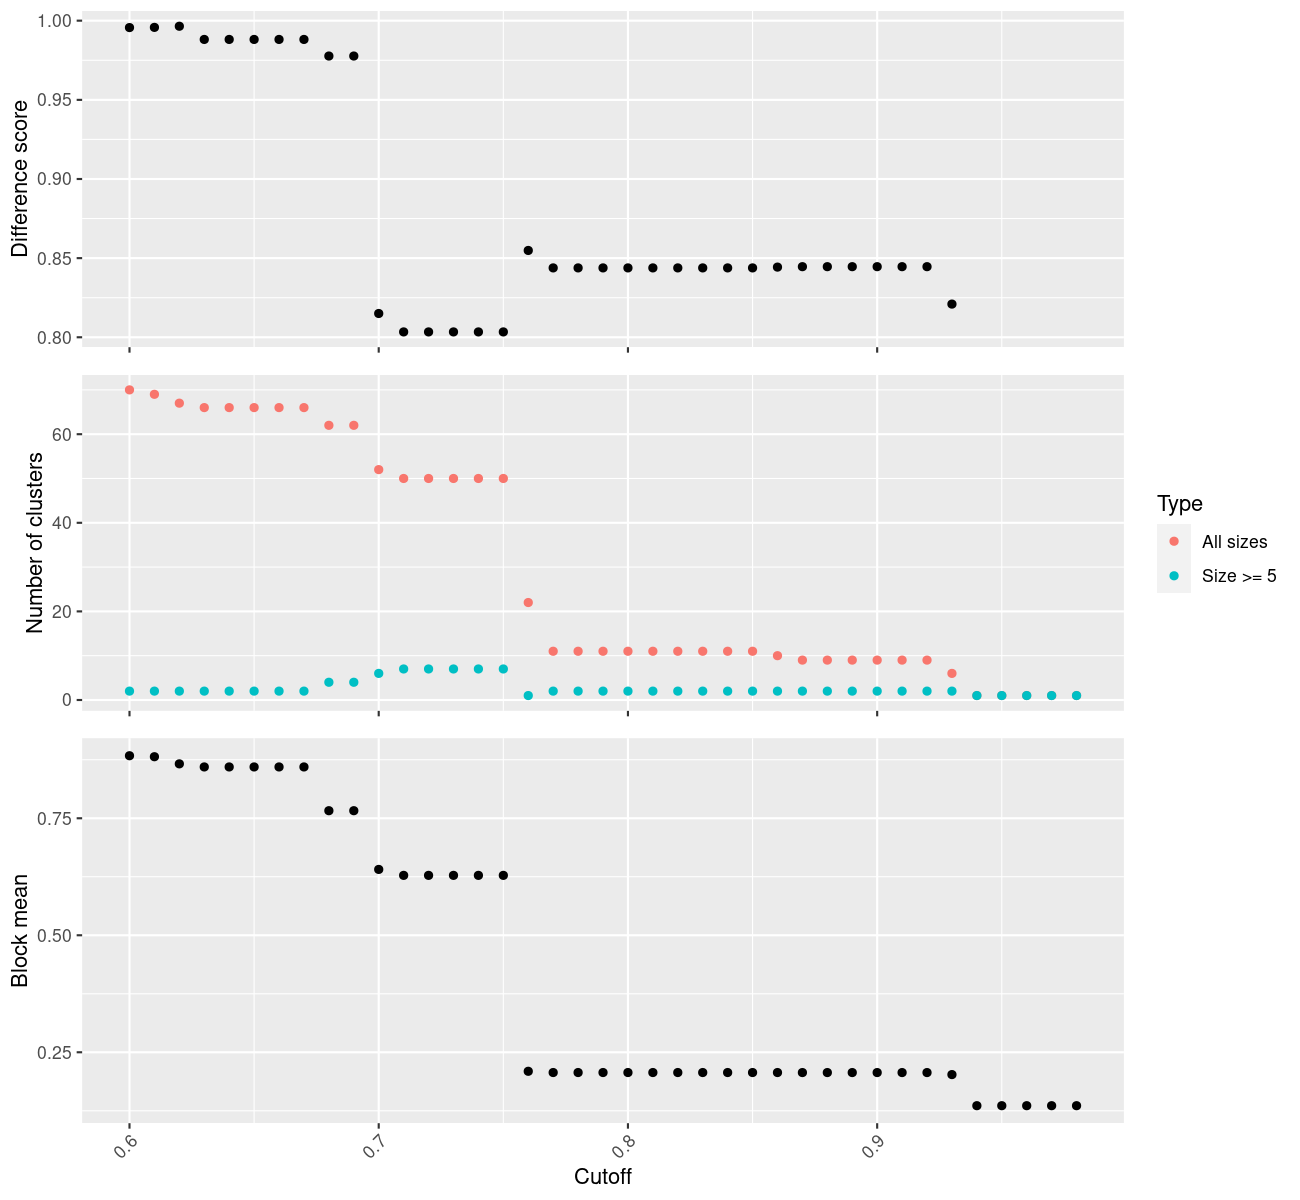 Difference score
1.00
0.95
0.90
0.85
0.80
Number of clusters
60
40
20
0
Type
All sizes
Size >= 5
Block mean
0.75
0.50
0.25
0.6
0.7
0.8
0.9
Cutoff